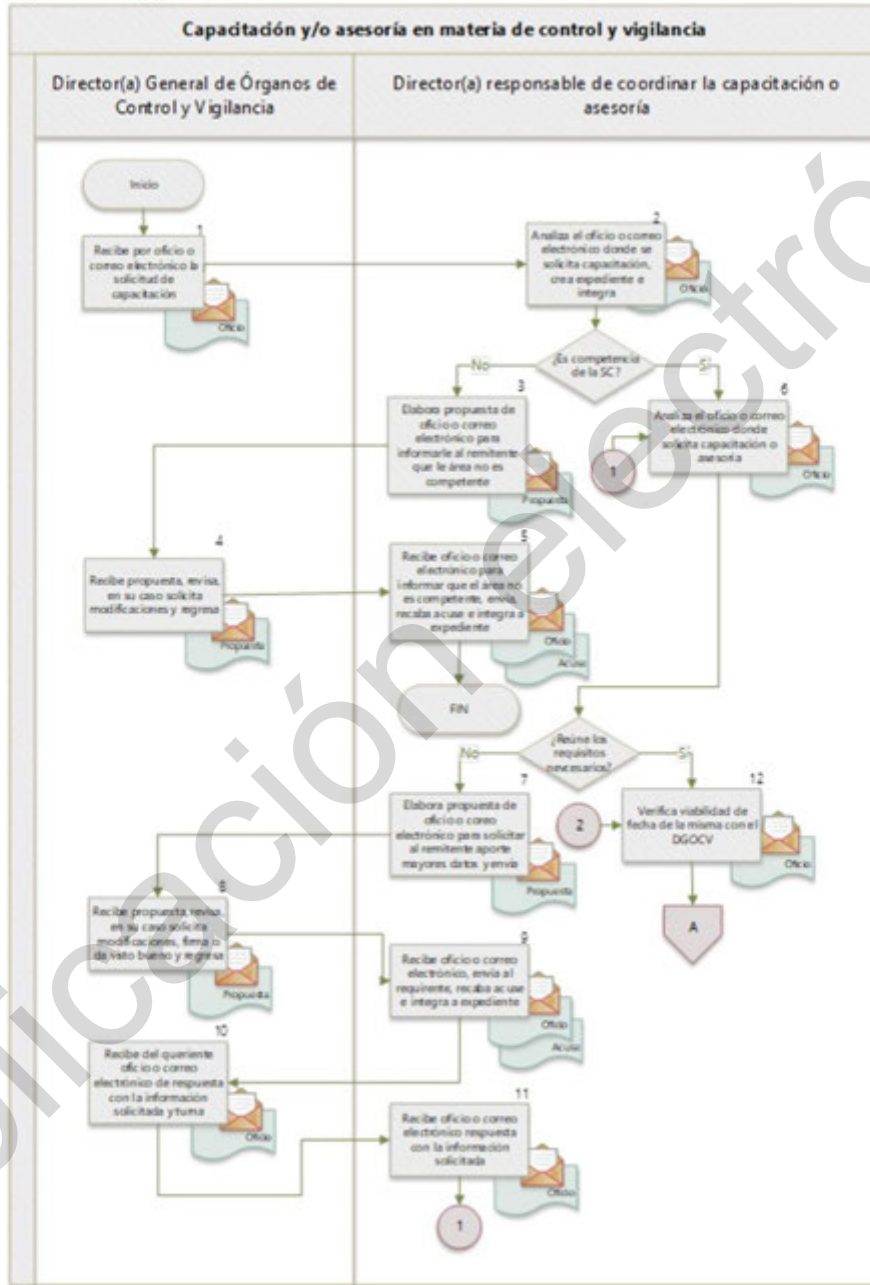 Capacitación y/o asesoría en materia de control y vigilancia
Director(a) General de Órganos de
Control y Vigilancia
Director(a) responsable de coordinar la capacitación o
asesoría
Inicio
1
Recibe por oficio o
correo electrónico la
solicitud de
capacitación
Oficio
2
Analiza el oficio o correo
electrónico donde se
solicita capacitación,
crea expediente e
integra
Oficio
¿Es competencia
de la SC?
No
Si
3
Elabora propuesta de
oficio o correo
electrónico para
informarle al remitente
que le área no es
competente
Propuesta
6
Analiza el oficio o correo
electrónico donde
solicita capacitación o
asesoría
Oficio
1
4
Recibe propuesta, revisa,
en su caso solicita
modificaciones y regresa
Propuesta
5
Recibe oficio o correo
electrónico para
informar que el área no
es competente, envía,
recaba acuse e integra a
expediente
Oficio
Acuse
FIN
¿Reúne los
requisitos
necesarios?
No
Si
7
Elabora propuesta de
oficio o correo
electrónico para solicitar
al remitente aporte
mayores datos y envía
Propuesta
12
Verifica viabilidad de
fecha de la misma con el
DGOCV
Oficio
2
A
8
Recibe propuesta, revisa,
en su caso solicita
modificaciones, firma o
da visto bueno y regresa
Propuesta
9
Recibe oficio o correo
electrónico, envía al
requirente, recaba acuse
e integra a expediente
Oficio
Acuse
10
Recibe del queriente
oficio o correo
electrónico de respuesta
con la información
solicitada y turna
Oficio
11
Recibe oficio o correo
electrónico respuesta
con la información
solicitada
Oficio
1